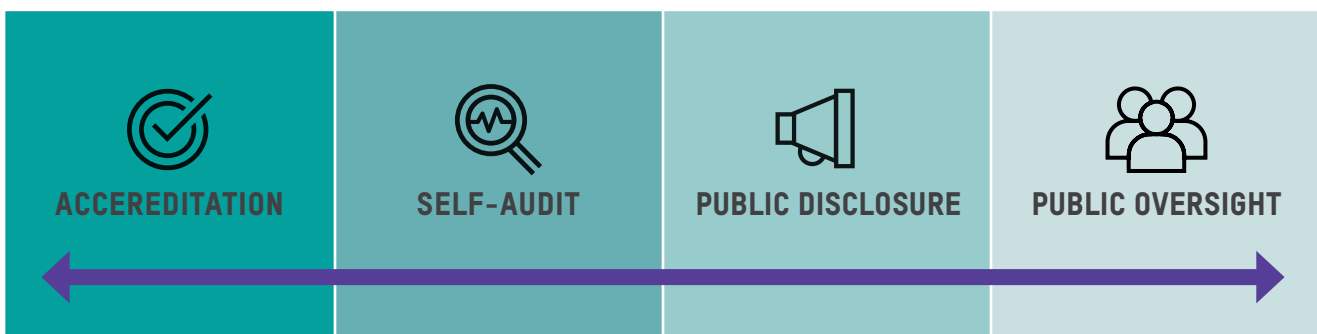 ACCEREDITATION
SELF-AUDIT
PUBLIC DISCLOSURE
PUBLIC OVERSIGHT